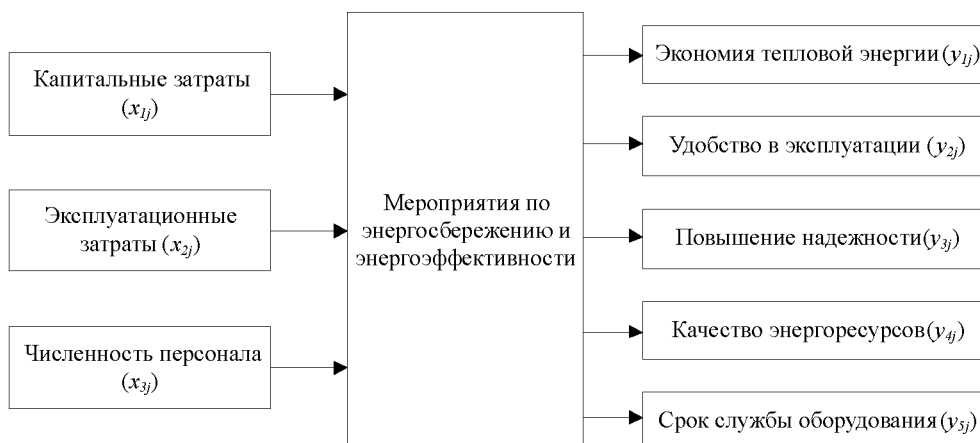 Капитальные затраты
(x1j)
Эксплуатационные
затраты (x2j)
Численность персонала
(x3j)
Мероприятия по
энергосбережению и
энергоэффективности
Экономия тепловой энергии (y1j)
Удобство в эксплуатации (y2j)
Повышение надежности(y3j)
Качество энергоресурсов(y4j)
Срок службы оборудования(y5j)